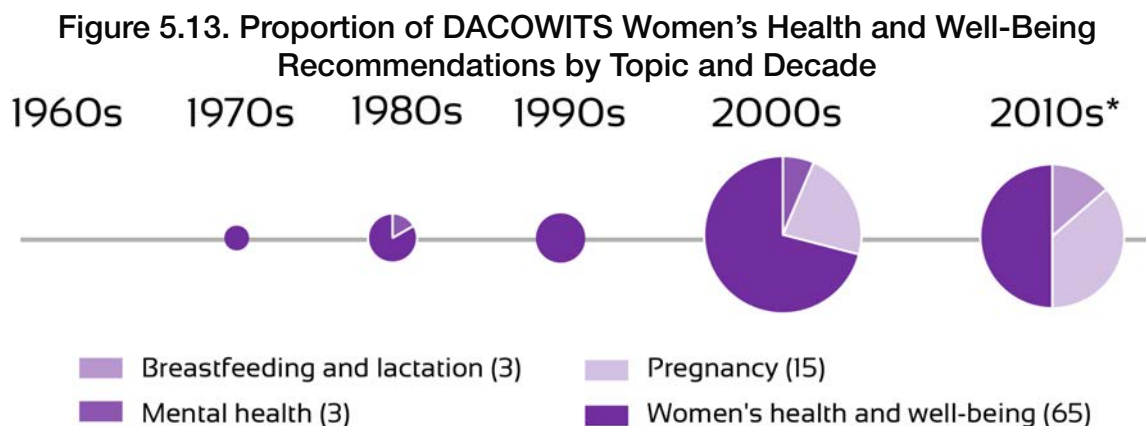 Figure 5.13. Proportion of DACOWITS Women’s Health and Well-Being
Recommendations by Topic and Decade
1960s 1970s 1980s 1990s 2000s 2010s*
Breastfeeding and lactation (3) Pregnancy (15)
Mental health (3) Women's health and well-being (65)